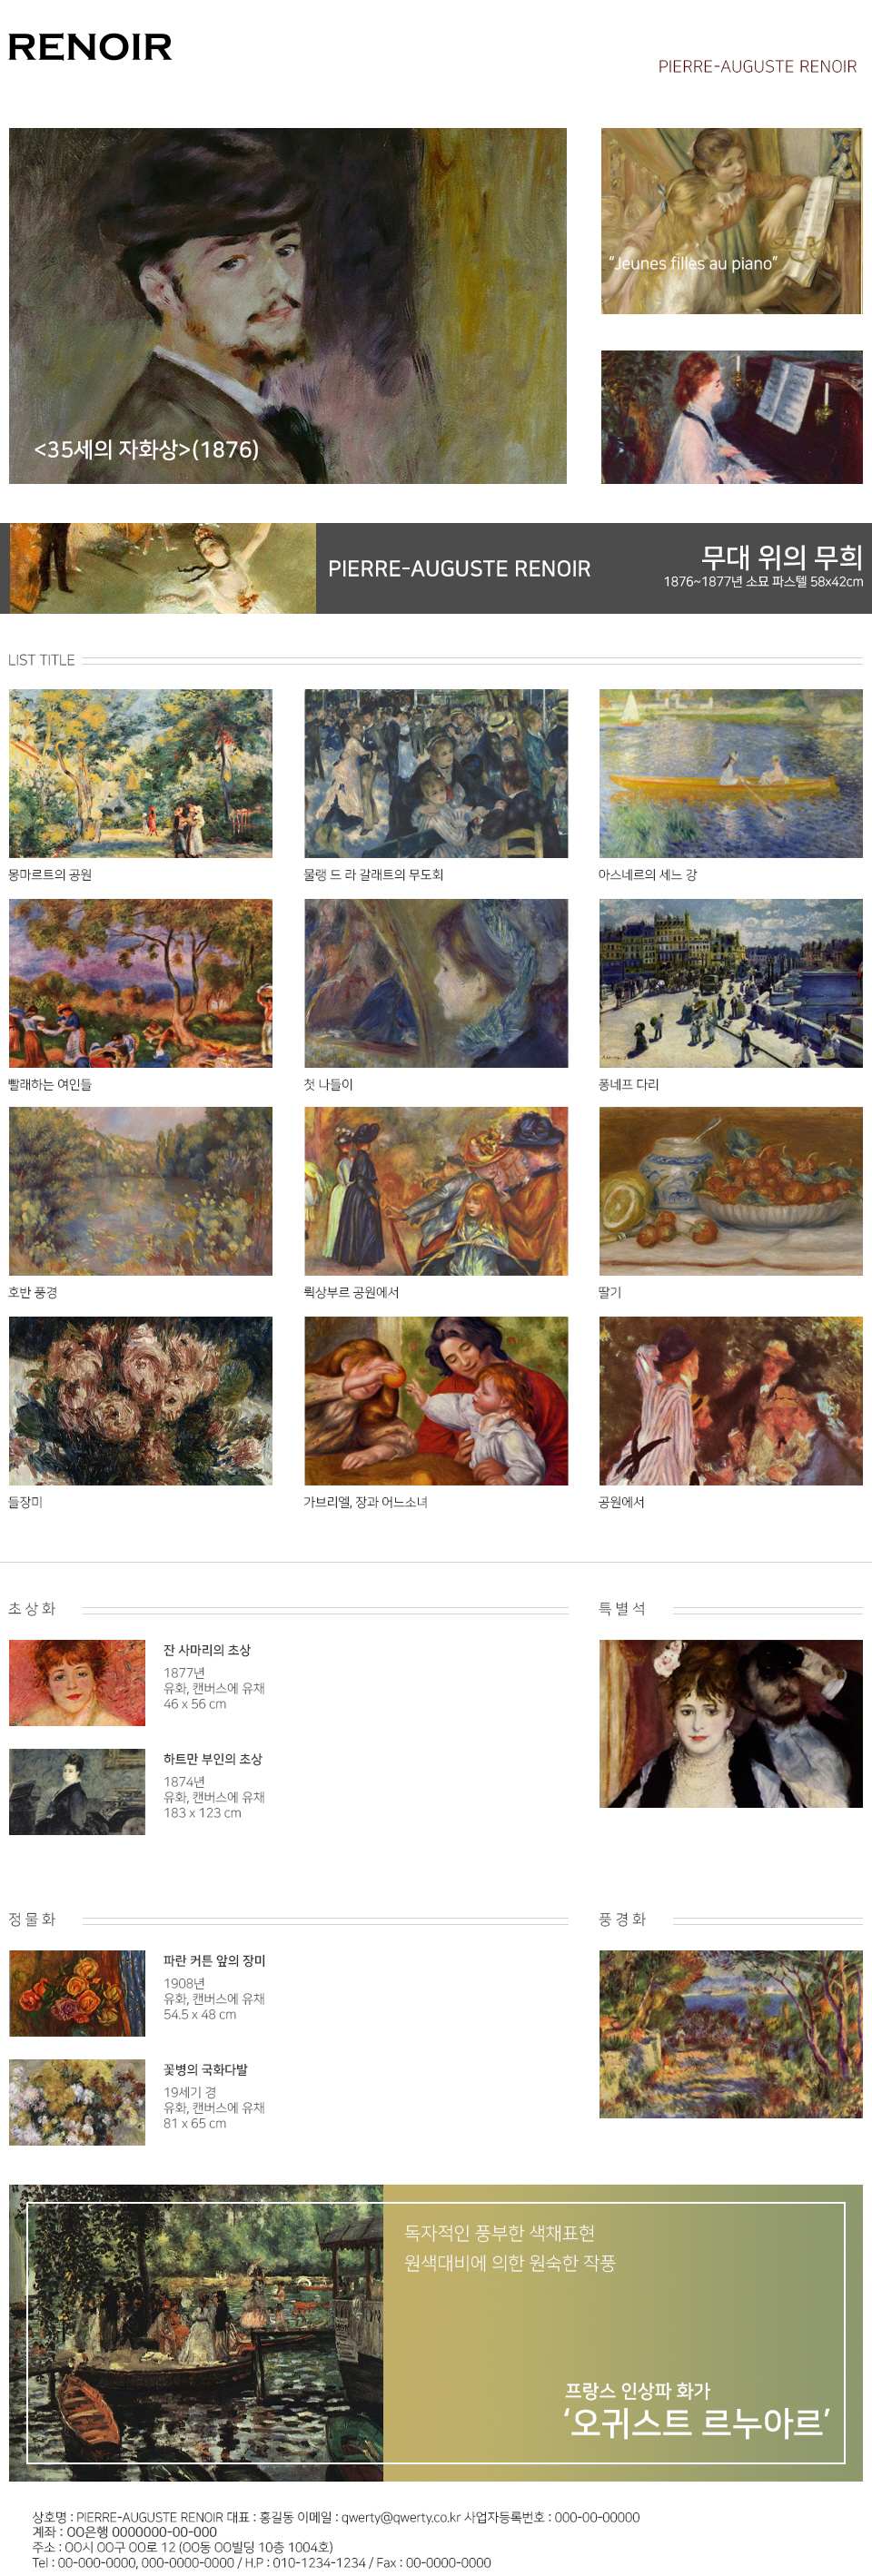 RENOIR
PIERRE-AUGUSTE RENOIR
"Jeunes filles au piano"
<35세의 자화상>(1876)
PIERRE-AUGUSTE RENOIR
무대 위의 무희
1876~1877년 소묘 파스텔 58x42cm
LIST TITLE
몽마르트의 공원
물랭 드 라 갈래트의 무도회
아스네르의 세느 강
빨래하는 여인들
첫 나들이
퐁네프 다리
호반 풍경
뤽상부르 공원에서
딸기
들장미
가브리엘, 장과 어느소녀
공원에서
초 상 화
특 별 석
잔 사마리의 초상
1877년
유화, 캔버스에 유채
46 x 56 cm
하트만 부인의 초상
1874년
유화, 캔버스에 유채
183 x 123 cm
정 물 화
풍 경 화
파란 커튼 앞의 장미
1908년
유화, 캔버스에 유채
54.5 x 48 cm
꽃병의 국화다발
19세기 경
유화, 캔버스에 유채
81 x 65 cm
독자적인 풍부한 색채표현
원색대비에 의한 원숙한 작풍
프랑스 인상파 화가
'오귀스트 르누아르'
상호명 : PIERRE-AUGUSTE RENOIR 대표 : 홍길동 이메일 : qwerty@qwerty.co.kr 사업자등록번호 : 000-00-00000
계좌 : OO은행 0000000-00-000
주소 : OO시 OO구 OO로 12 (OO동 OO빌딩 10층 1004호)
Tel : 00-000-0000, 000-0000-0000 / H.P : 010-1234-1234 / Fax : 00-0000-0000